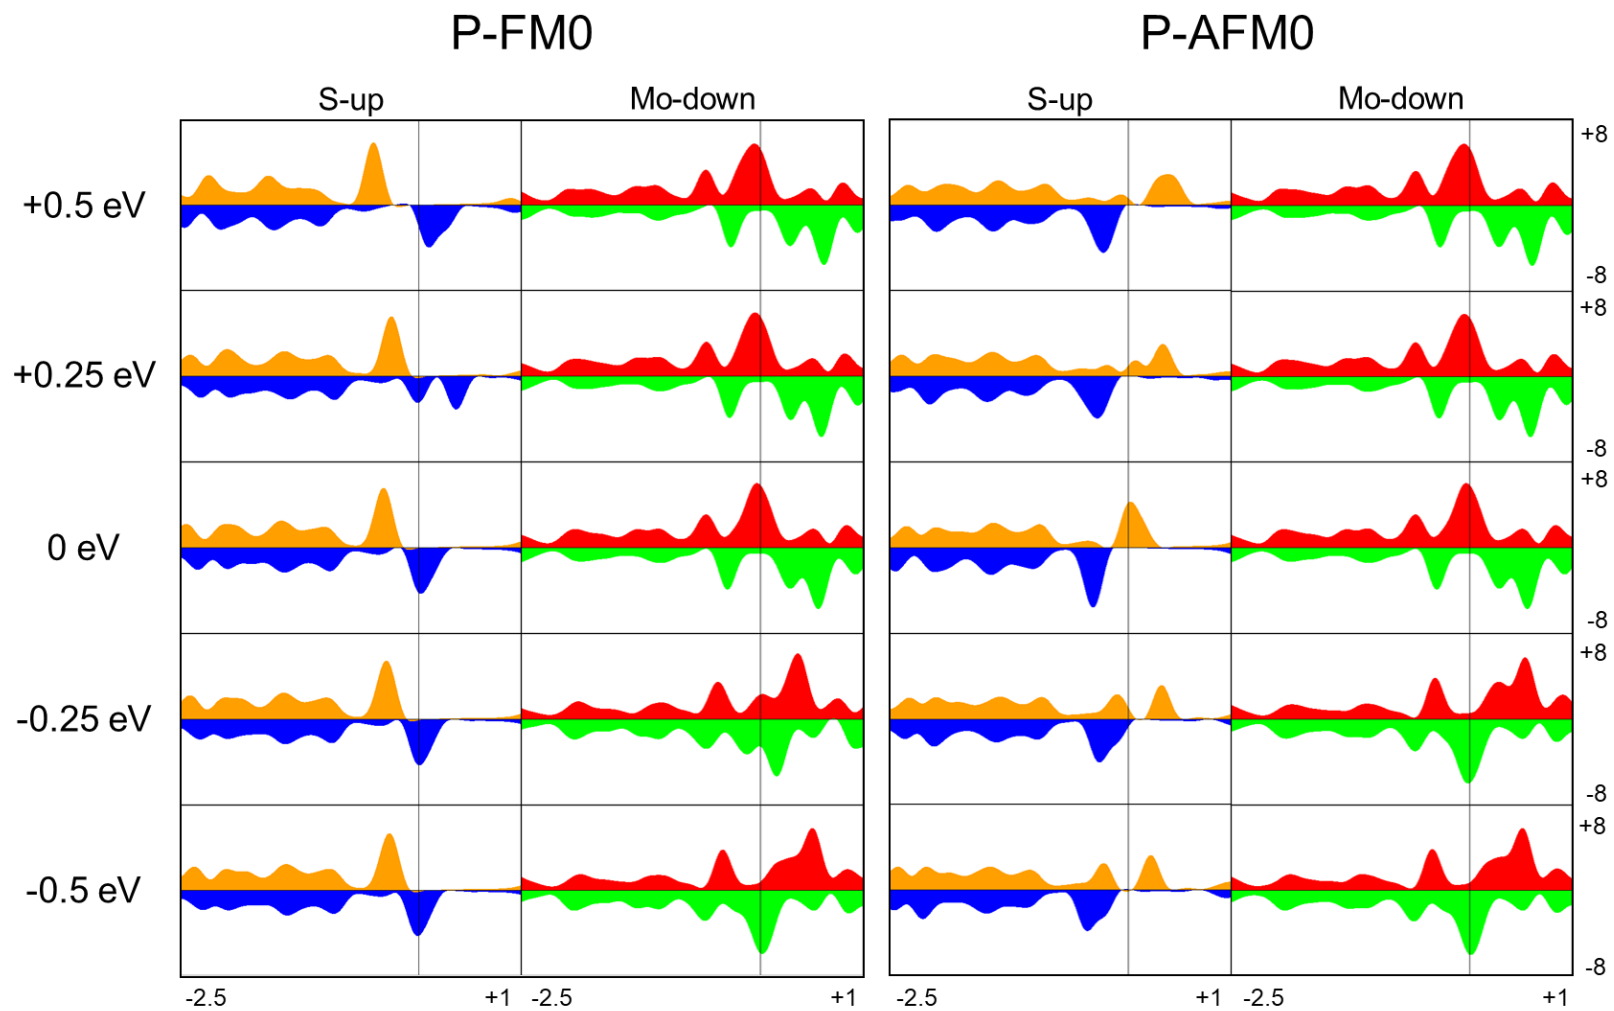 P-FM0 P-AFM0
S-up Mo-down S-up Mo-down
+8
+0.5 eV
-8
+8
+0.25 eV
-8
+8
0 eV
-8
+8
-0.25 eV
-8
+8
-0.5 eV
-8
-2.5 +1 -2.5 +1 -2.5 +1 -2.5 +1